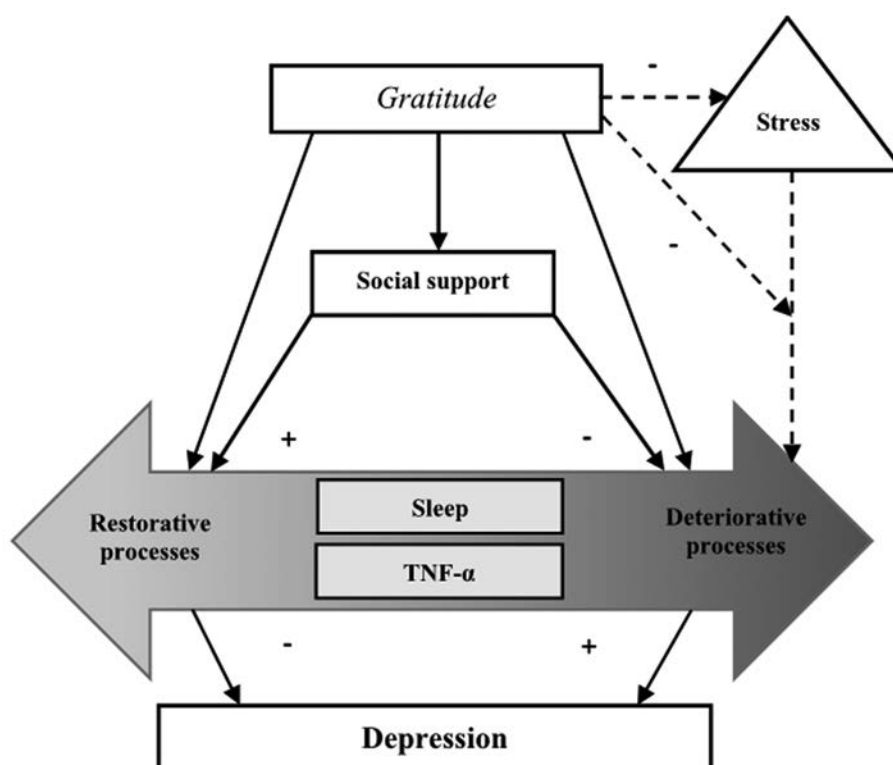 -
Gratitude
Stress
-
Social support
+
-
Sleep
Restorative
processes
Deteriorative
processes
TNF-α
-
+
Depression